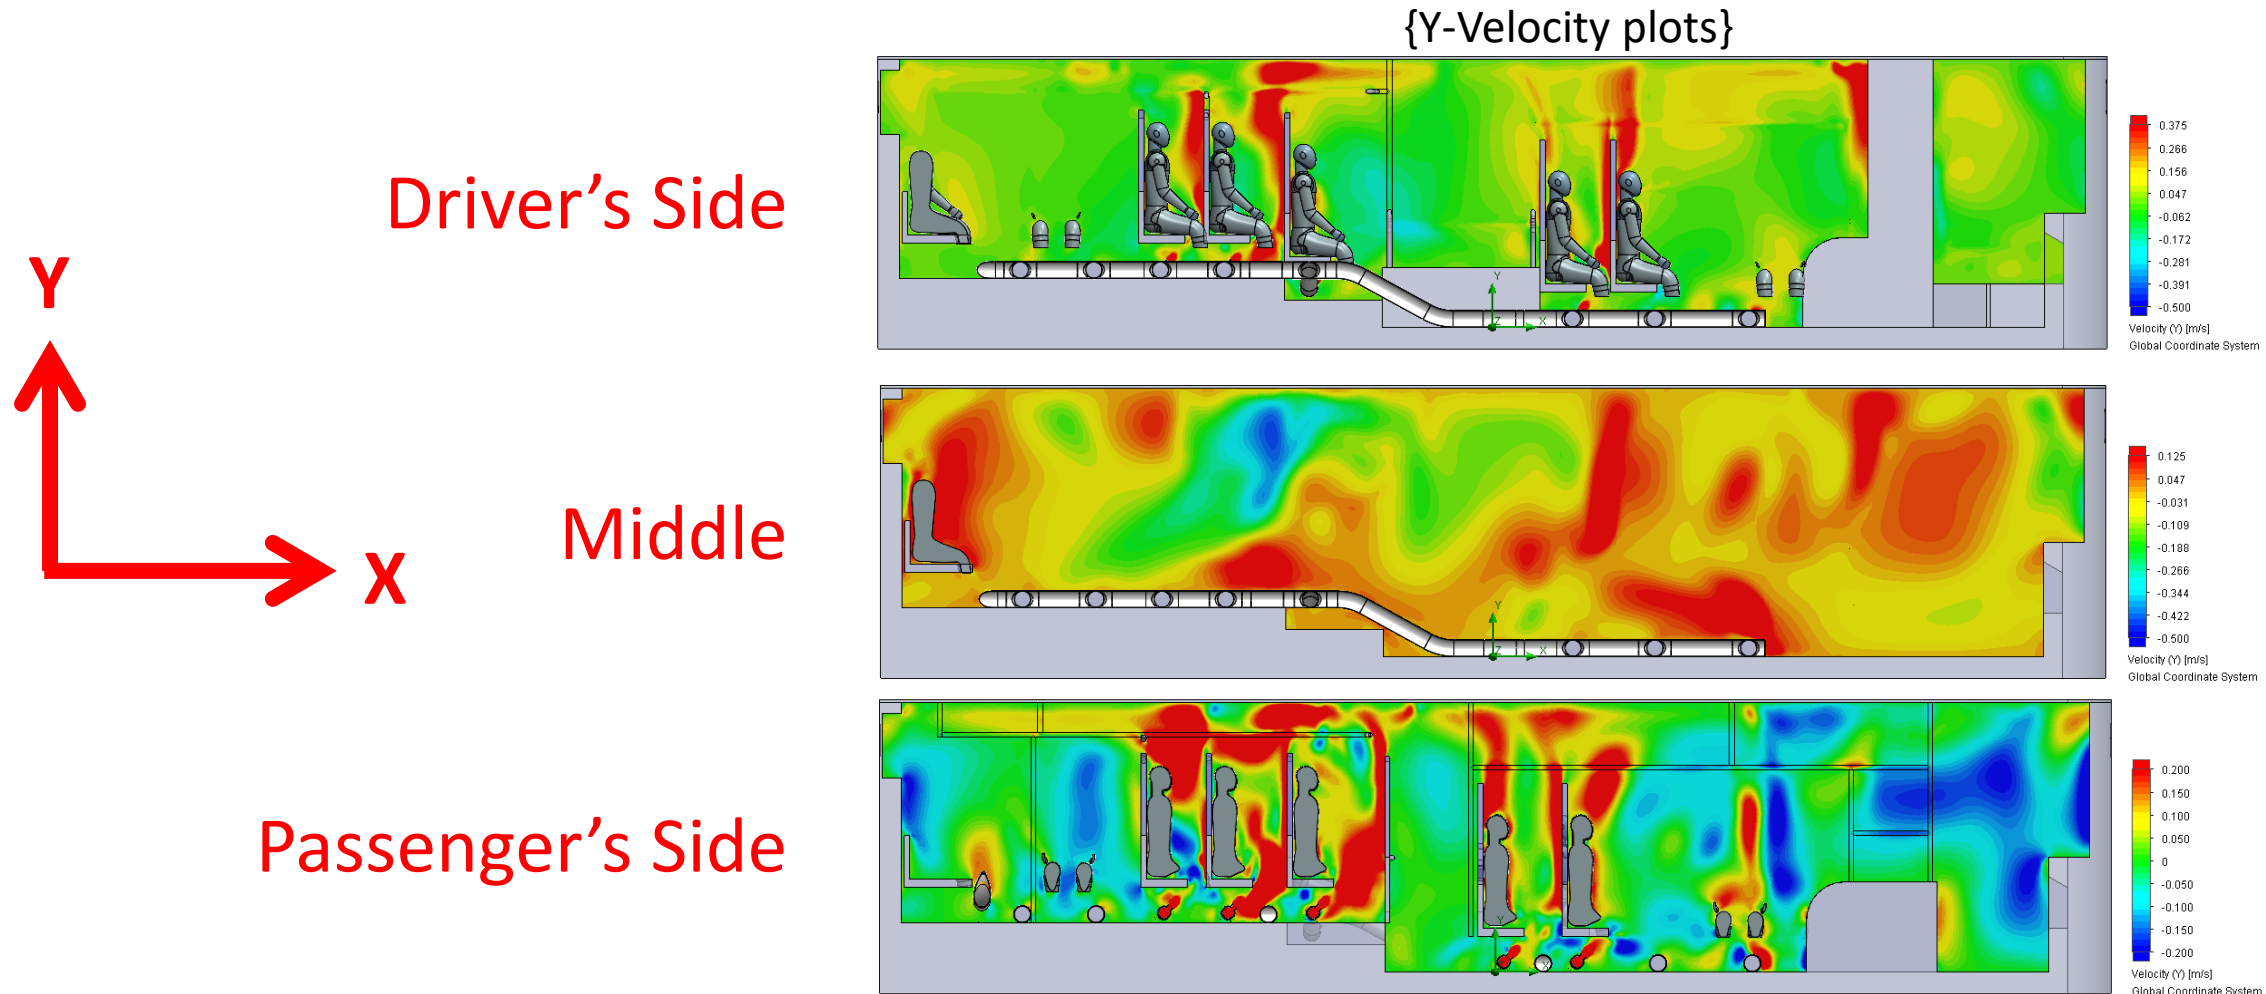 {Y-Velocity plots}
Driver's Side
Y
X
Y
Z
X
0.375
0.266
0.156
0.047
-0.062
-0.172
-0.281
-0.391
-0.500
Velocity (Y) [m/s]
Global Coordinate System
Middle
Y
Z
X
0.125
0.047
-0.031
-0.109
-0.188
-0.266
-0.344
-0.422
-0.500
Velocity (Y) [m/s]
Global Coordinate System
Passenger's Side
Y
X
0.200
0.150
0.100
0.050
0
-0.050
-0.100
-0.150
-0.200
Velocity (Y) [m/s]
Global Coordinate System